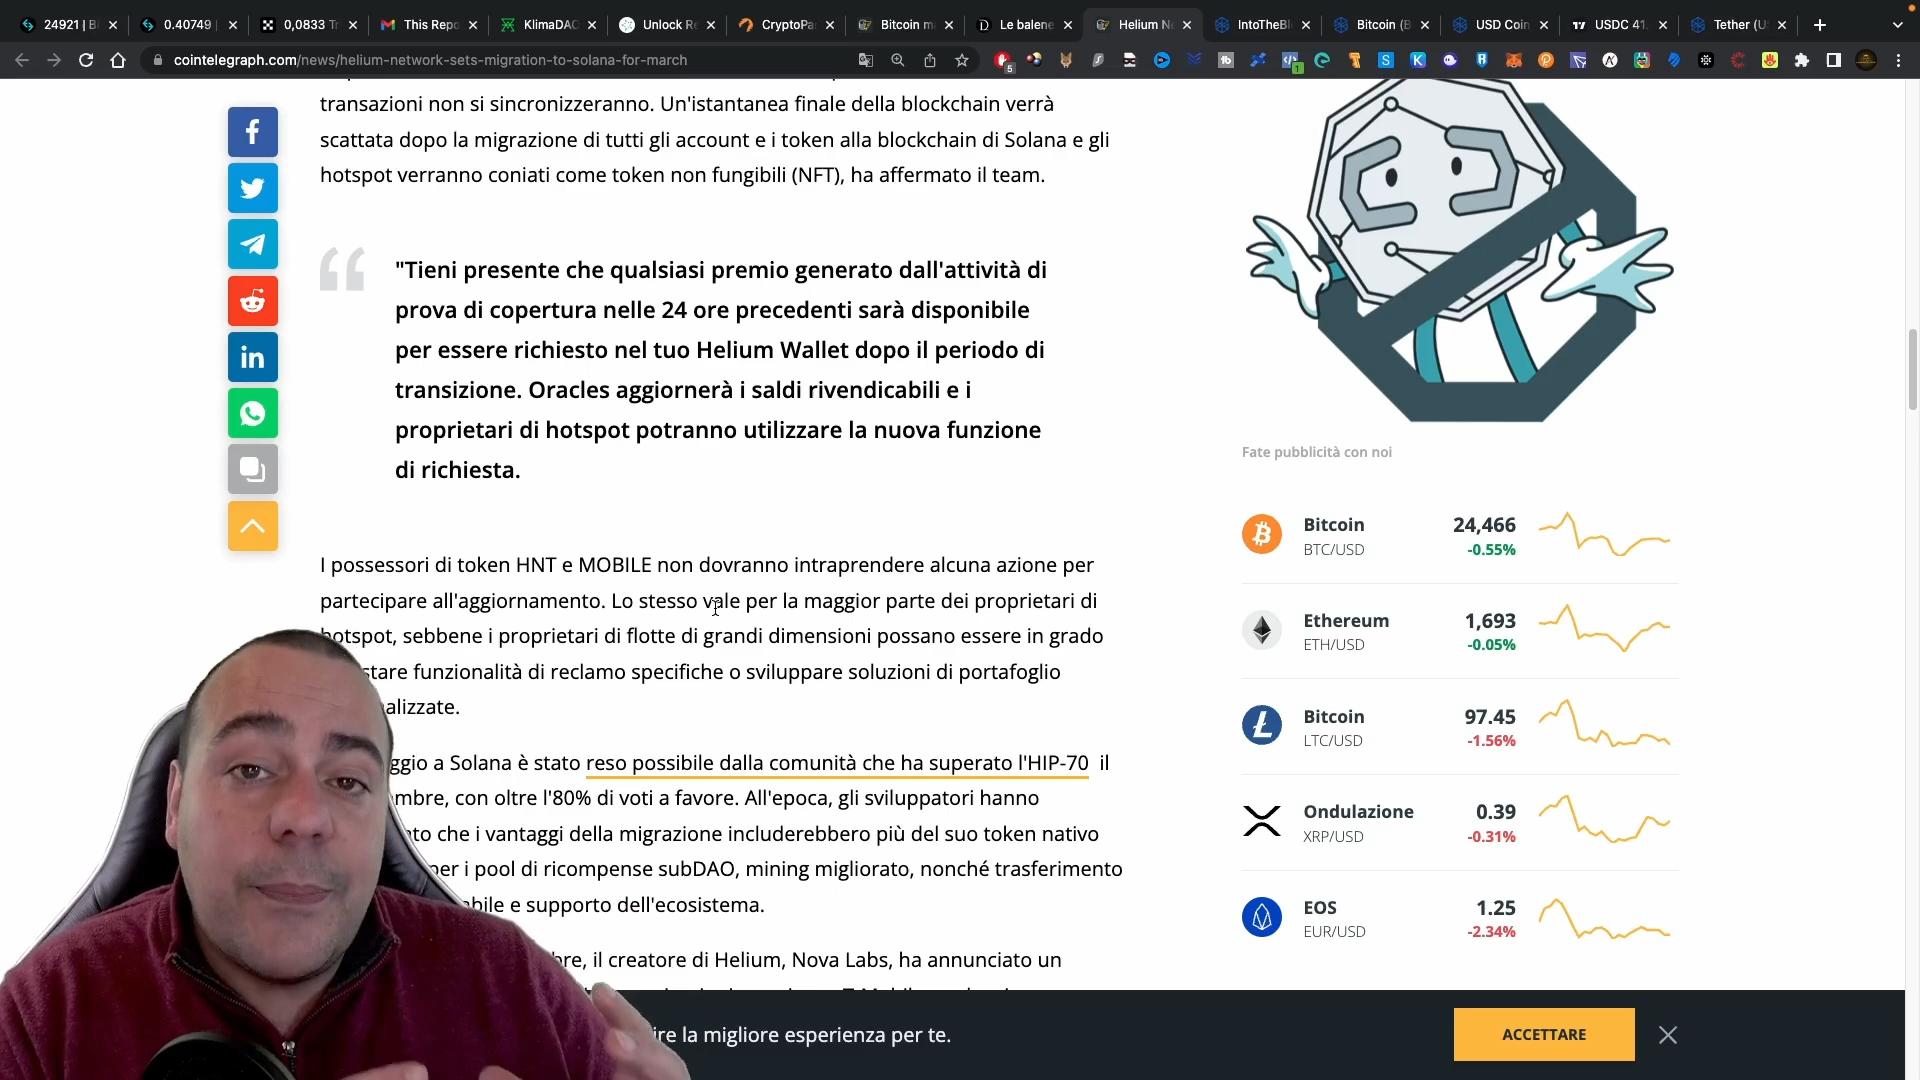 24921 | B
0.40749 |
0,0833 Tr
This Repo
KlimaDAO
Unlock Re
CryptoPa
Bitcoin m
Le balene
Helium Ne
IntoTheBl
Bitcoin (B
USD Coin
USDC 41.
Tether (U
cointelegraph.com/news/helium-network-sets-migration-to-solana-for-march
transazioni non si sincronizzeranno. Un'istantanea finale della blockchain verrà
scattata dopo la migrazione di tutti gli account e i token alla blockchain di Solana e gli
hotspot verranno coniati come token non fungibili (NFT), ha affermato il team.
"Tieni presente che qualsiasi premio generato dall'attività di
prova di copertura nelle 24 ore precedenti sarà disponibile
per essere richiesto nel tuo Helium Wallet dopo il periodo di
transizione. Oracles aggiornerà i saldi rivendicabili e i
proprietari di hotspot potranno utilizzare la nuova funzione
di richiesta.
I possessori di token HNT e MOBILE non dovranno intraprendere alcuna azione per
partecipare all'aggiornamento. Lo stesso vale per la maggior parte dei proprietari di
hotspot, sebbene i proprietari di flotte di grandi dimensioni possano essere in grado
stare funzionalità di reclamo specifiche o sviluppare soluzioni di portafoglio
alizzate.
ggio a Solana è stato reso possibile dalla comunità che ha superato l'HIP-70 il
mbre, con oltre l'80% di voti a favore. All'epoca, gli sviluppatori hanno
to che i vantaggi della migrazione includerebbero più del suo token nativo
per i pool di ricompense subDAO, mining migliorato, nonché trasferimento
abile e supporto dell'ecosistema.
bre, il creatore di Helium, Nova Labs, ha annunciato un
Fate pubblicità con noi
Bitcoin 24,466
BTC/USD -0.55%
Ethereum 1,693
ETH/USD -0.05%
Bitcoin 97.45
LTC/USD -1.56%
Ondulazione 0.39
XRP/USD -0.31%
EOS 1.25
EUR/USD -2.34%
ire la migliore esperienza per te.
ACCETTARE